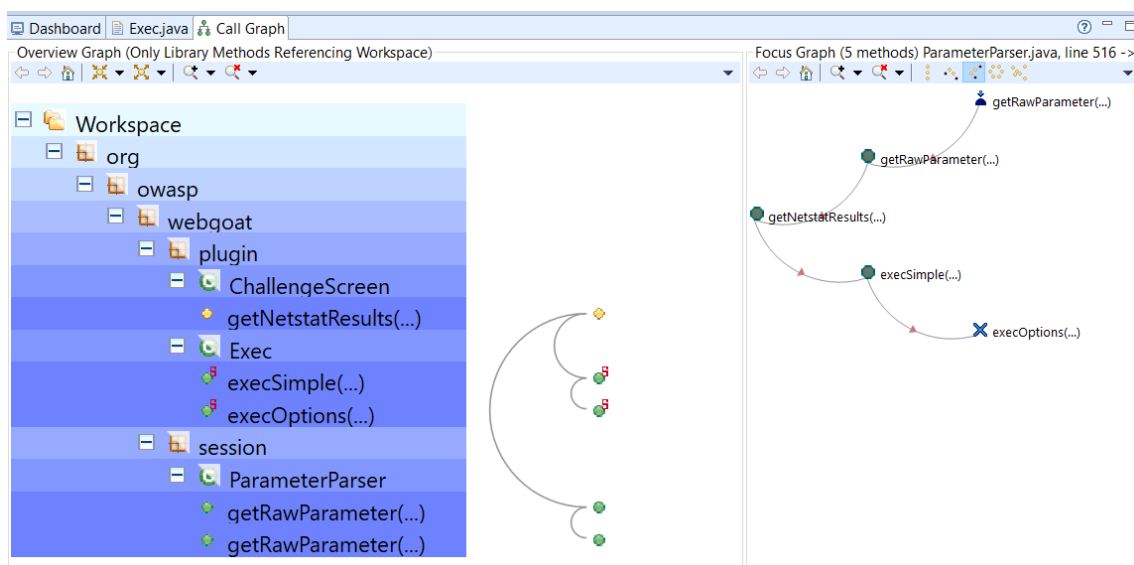 Dashboard Exec.java Call Graph
Overview Graph (Only Library Methods Referencing Workspace)
Workspace
org
owasp
webgoat
plugin
ChallengeScreen
getNetstatResults(...)
Exec
execSimple(...)
execOptions(...)
session
ParameterParser
getRawParameter(...)
getRawParameter(...)
Focus Graph (5 methods) ParameterParser.java, line 516 ->
getRawParameter(...)
getRawParameter(...)
getNetstatResults(...)
execSimple(...)
execOptions(...)